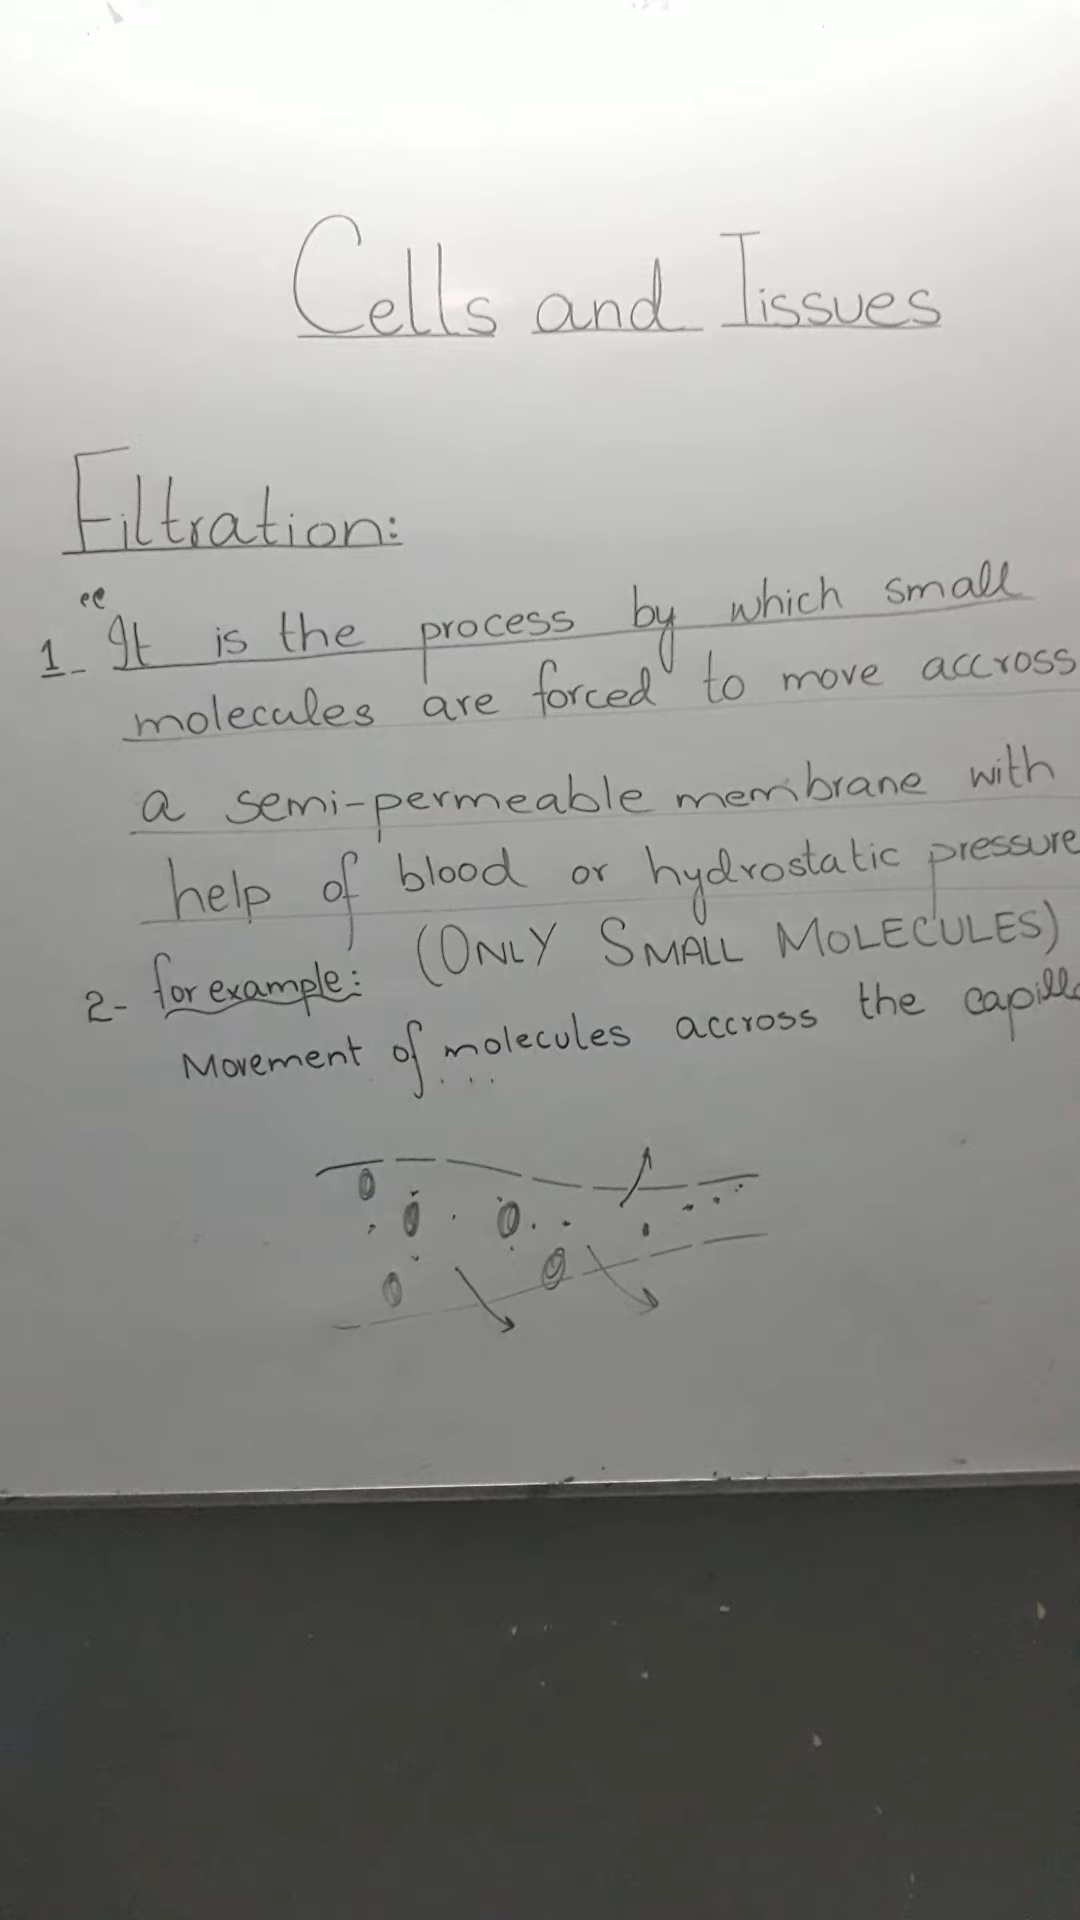 Cells and Tissues
Filtration:
1- "It is the process by which small
molecules are forced to move accross
a semi-permeable membrane with
help of blood or hydrostatic pressure
(ONLY SMALL MOLECULES)
2- for example:
Movement of molecules accross the capill